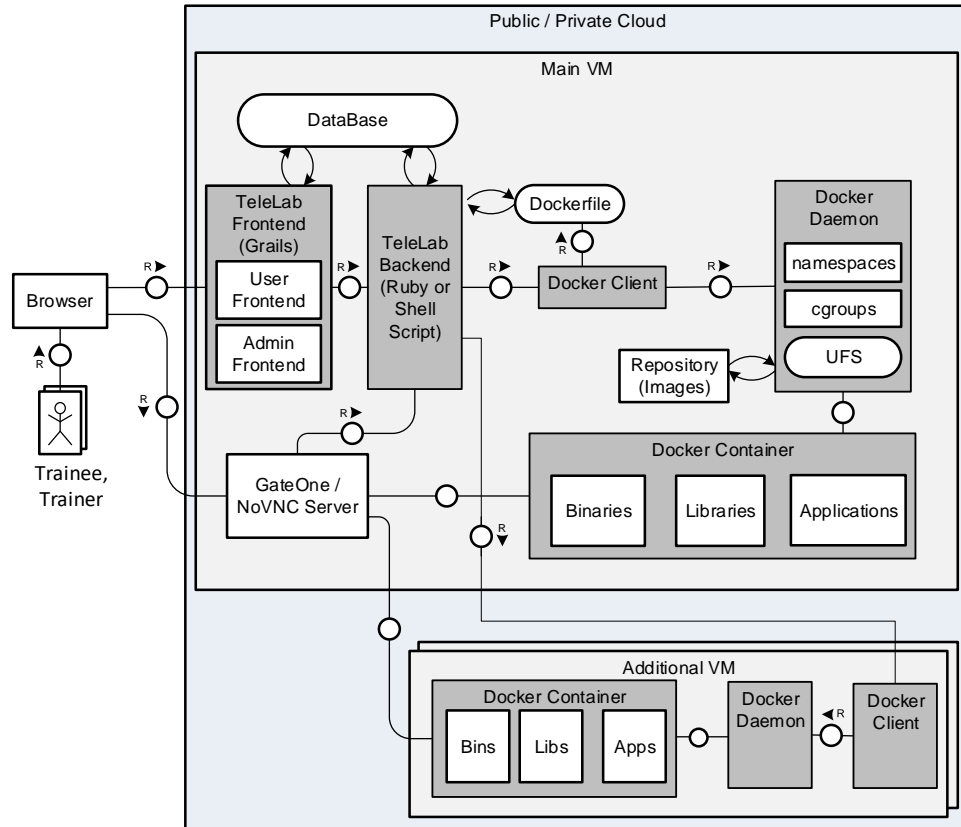 Public / Private Cloud
Main VM
DataBase
TeleLab
Frontend
(Grails)
User
Frontend
Admin
Frontend
TeleLab
Backend
(Ruby or
Shell
Script)
Dockerfile
Docker Client
Docker
Daemon
namespaces
cgroups
UFS
Repository
(Images)
Browser
R
R
R
R
R
R
R
R
R
Trainee,
Trainer
GateOne /
NoVNC Server
Docker Container
Binaries
Libraries
Applications
Additional VM
Docker Container
Bins
Libs
Apps
Docker
Daemon
R
Docker
Client